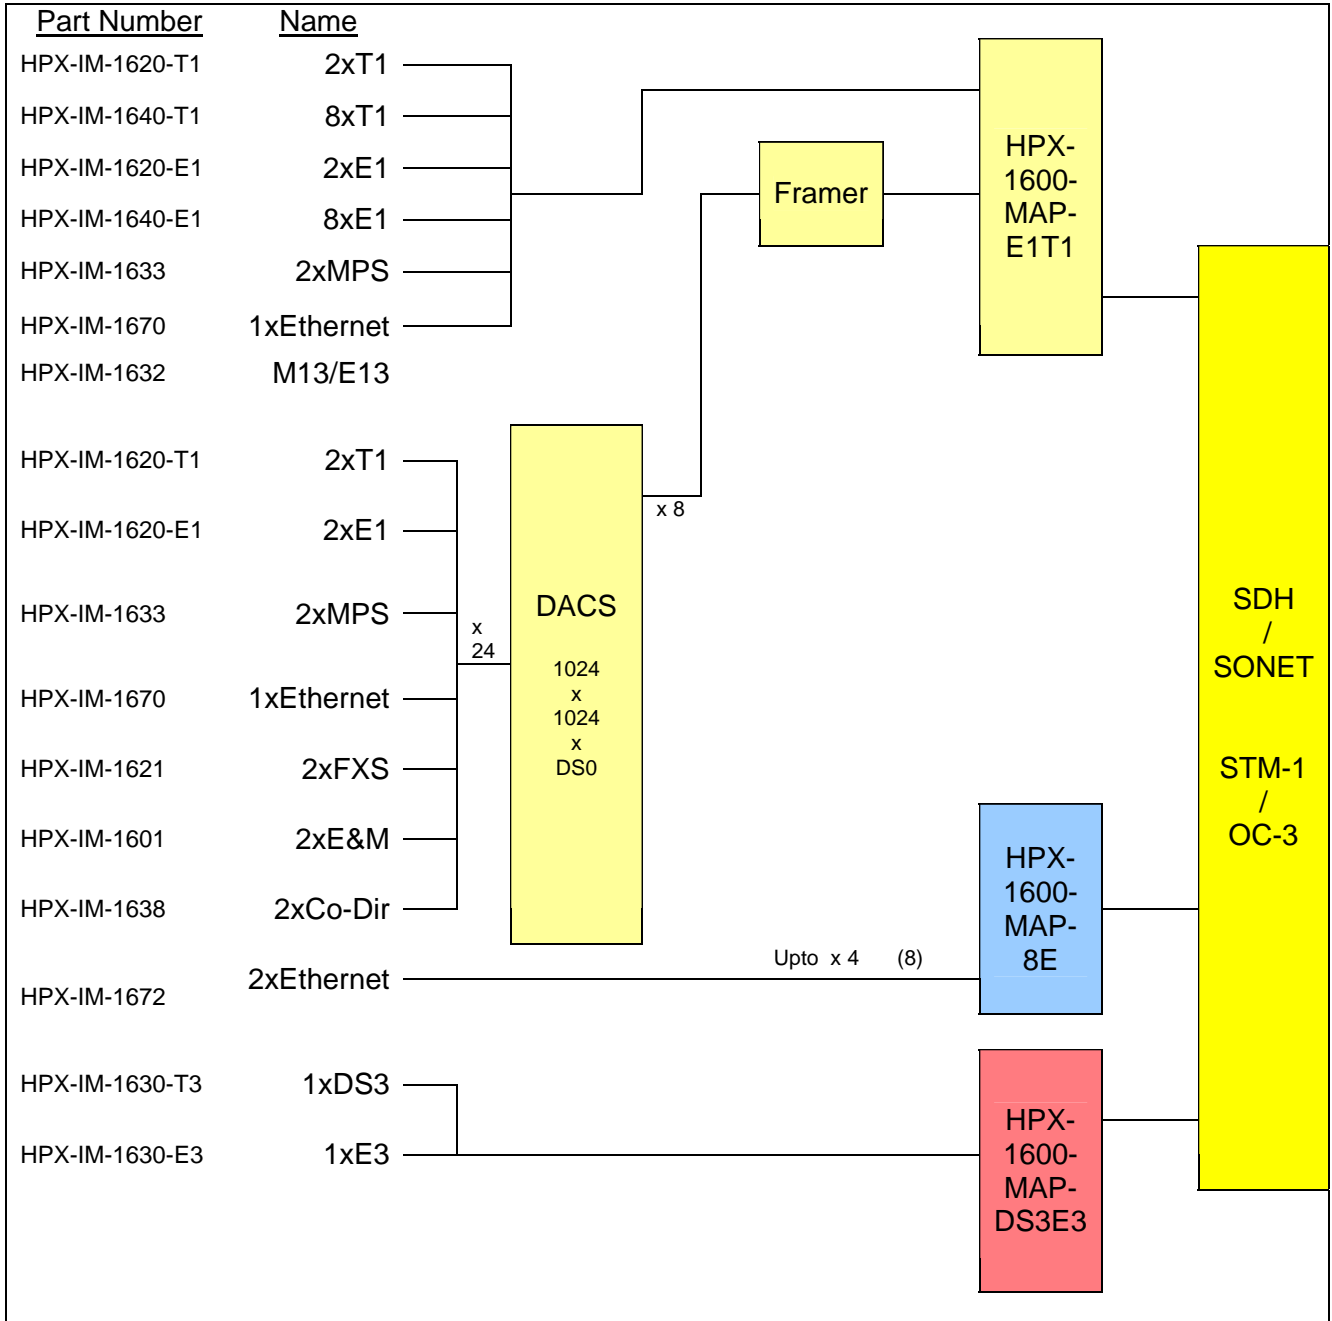 Part Number Name
HPX-IM-1620-T1 2xT1
HPX-IM-1640-T1 8xT1
HPX-IM-1620-E1 2xE1
HPX-IM-1640-E1 8xE1
HPX-IM-1633 2xMPS
HPX-IM-1670 1xEthernet
HPX-IM-1632 M13/E13
HPX-IM-1620-T1 2xT1
HPX-IM-1620-E1 2xE1
HPX-IM-1633 2xMPS
HPX-IM-1670 1xEthernet
HPX-IM-1621 2xFXS
HPX-IM-1601 2xE&M
HPX-IM-1638 2xCo-Dir
HPX-IM-1672 2xEthernet
HPX-IM-1630-T3 1xDS3
HPX-IM-1630-E3 1xE3
x
24
DACS
1024
x
1024
x
DS0
x 8
Framer
HPX-
1600-
MAP-
E1T1
Upto x 4 (8)
HPX-
1600-
MAP-
8E
HPX-
1600-
MAP-
DS3E3
SDH
/
SONET
STM-1
/
OC-3